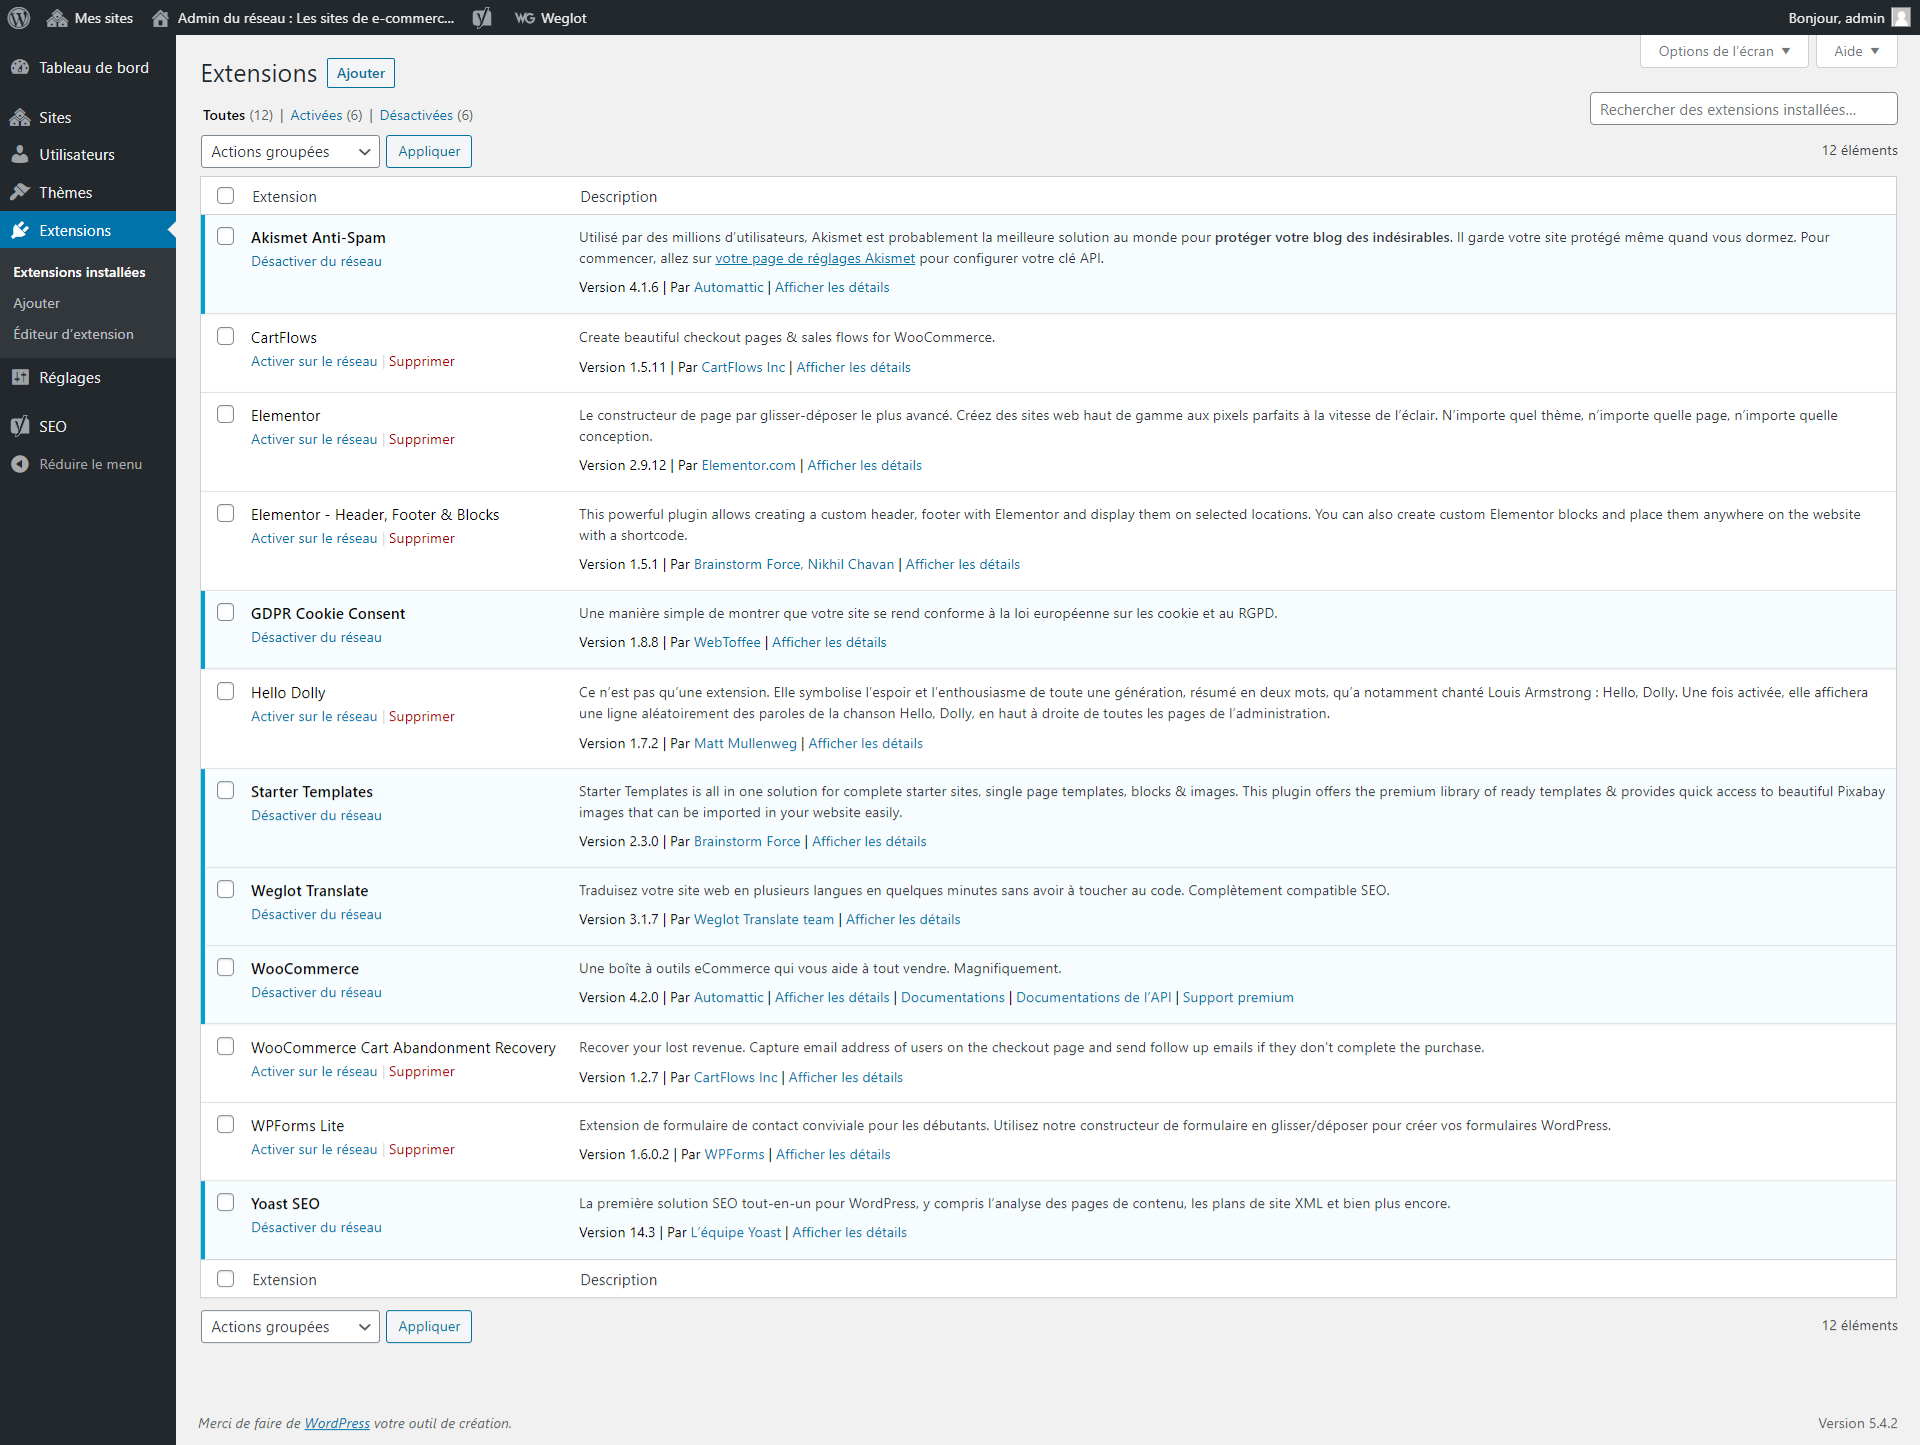 Mes sites
Admin du réseau : Les sites de e-commerc...
Weglot
Bonjour, admin
Tableau de bord
Sites
Utilisateurs
Thèmes
Extensions
Extensions installées
Ajouter
Éditeur d’extension
Réglages
SEO
Réduire le menu
Options de l’écran
Aide
Extensions
Ajouter
Toutes (12) | Activées (6) | Désactivées (6)
Rechercher des extensions installées...
Actions groupées
Appliquer
12 éléments
Extension
Description
Akismet Anti-Spam
Désactiver du réseau
Utilisé par des millions d’utilisateurs, Akismet est probablement la meilleure solution au monde pour protéger votre blog des indésirables. Il garde votre site protégé même quand vous dormez. Pour
commencer, allez sur votre page de réglages Akismet pour configurer votre clé API.
Version 4.1.6 | Par Automattic | Afficher les détails
CartFlows
Activer sur le réseau | Supprimer
Create beautiful checkout pages & sales flows for WooCommerce.
Version 1.5.11 | Par CartFlows Inc | Afficher les détails
Elementor
Activer sur le réseau | Supprimer
Le constructeur de page par glisser-déposer le plus avancé. Créez des sites web haut de gamme aux pixels parfaits à la vitesse de l’éclair. N’importe quel thème, n’importe quelle page, n’importe quelle
conception.
Version 2.9.12 | Par Elementor.com | Afficher les détails
Elementor - Header, Footer & Blocks
Activer sur le réseau | Supprimer
This powerful plugin allows creating a custom header, footer with Elementor and display them on selected locations. You can also create custom Elementor blocks and place them anywhere on the website
with a shortcode.
Version 1.5.1 | Par Brainstorm Force, Nikhil Chavan | Afficher les détails
GDPR Cookie Consent
Désactiver du réseau
Une manière simple de montrer que votre site se rend conforme à la loi européenne sur les cookie et au RGPD.
Version 1.8.8 | Par WebToffee | Afficher les détails
Hello Dolly
Activer sur le réseau | Supprimer
Ce n’est pas qu’une extension. Elle symbolise l’espoir et l’enthousiasme de toute une génération, résumé en deux mots, qu’a notamment chanté Louis Armstrong : Hello, Dolly. Une fois activée, elle affichera
une ligne aléatoirement des paroles de la chanson Hello, Dolly, en haut à droite de toutes les pages de l’administration.
Version 1.7.2 | Par Matt Mullenweg | Afficher les détails
Starter Templates
Désactiver du réseau
Starter Templates is all in one solution for complete starter sites, single page templates, blocks & images. This plugin offers the premium library of ready templates & provides quick access to beautiful Pixabay
images that can be imported in your website easily.
Version 2.3.0 | Par Brainstorm Force | Afficher les détails
Weglot Translate
Désactiver du réseau
Traduisez votre site web en plusieurs langues en quelques minutes sans avoir à toucher au code. Complètement compatible SEO.
Version 3.1.7 | Par Weglot Translate team | Afficher les détails
WooCommerce
Désactiver du réseau
Une boîte à outils eCommerce qui vous aide à tout vendre. Magnifiquement.
Version 4.2.0 | Par Automattic | Afficher les détails | Documentations | Documentations de l’API | Support premium
WooCommerce Cart Abandonment Recovery
Activer sur le réseau | Supprimer
Recover your lost revenue. Capture email address of users on the checkout page and send follow up emails if they don't complete the purchase.
Version 1.2.7 | Par CartFlows Inc | Afficher les détails
WPForms Lite
Activer sur le réseau | Supprimer
Extension de formulaire de contact conviviale pour les débutants. Utilisez notre constructeur de formulaire en glisser/déposer pour créer vos formulaires WordPress.
Version 1.6.0.2 | Par WPForms | Afficher les détails
Yoast SEO
Désactiver du réseau
La première solution SEO tout-en-un pour WordPress, y compris l’analyse des pages de contenu, les plans de site XML et bien plus encore.
Version 14.3 | Par L’équipe Yoast | Afficher les détails
Extension
Description
Actions groupées
Appliquer
12 éléments
Merci de faire de WordPress votre outil de création.
Version 5.4.2